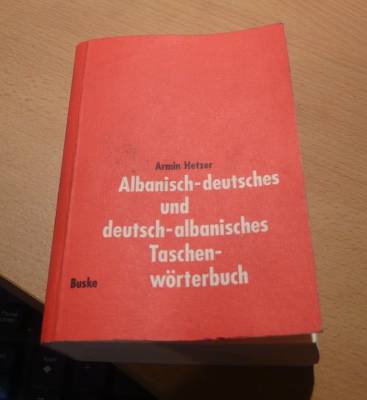 Armin Hetzer
Albanisch-deutsches
und
deutsch-albanisches
Taschen-
wörterbuch
Buske